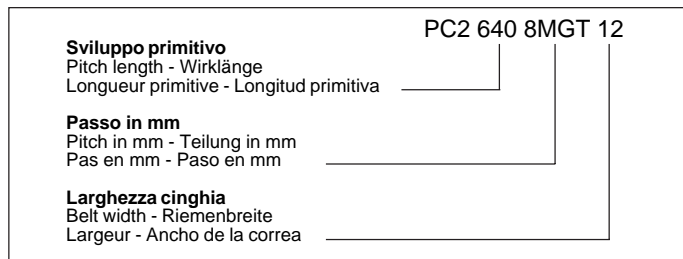 PC2 640 8MGT 12
Sviluppo primitivo
Pitch length - Wirklänge
Longueur primitive - Longitud primitiva
Passo in mm
Pitch in mm - Teilung in mm
Pas en mm - Paso en mm
Larghezza cinghia
Belt width - Riemenbreite
Largeur - Ancho de la correa